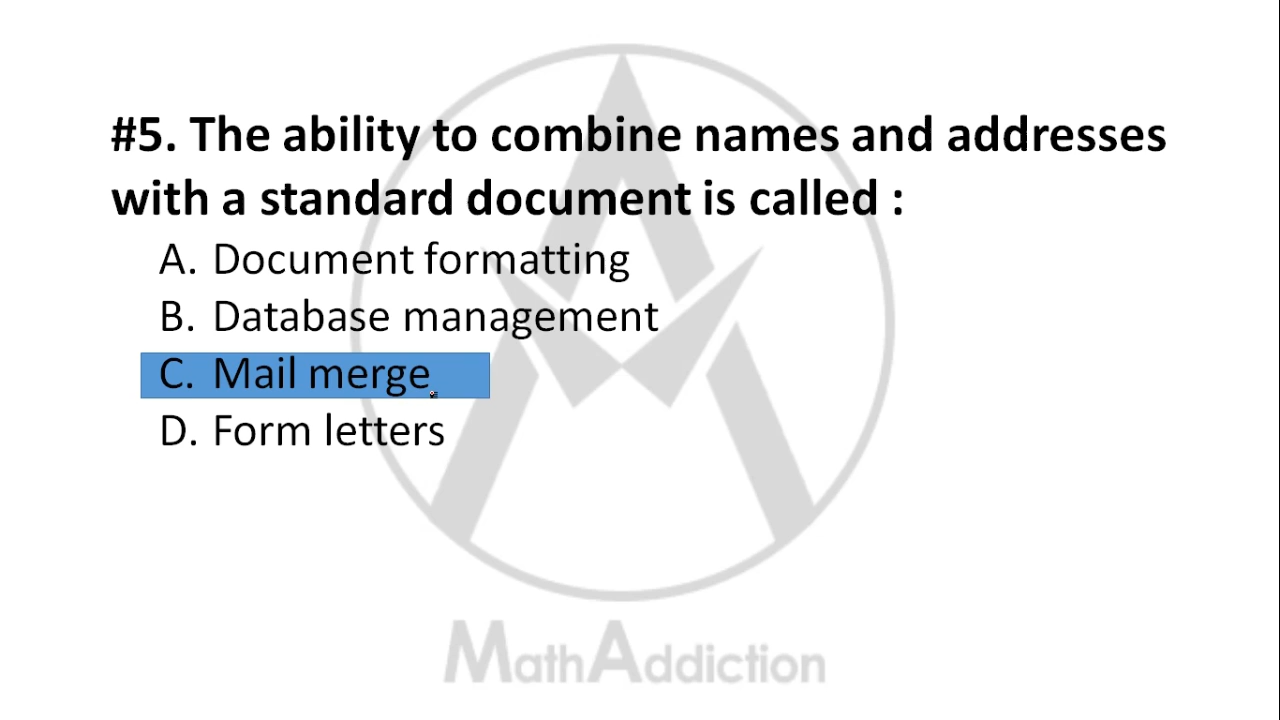 #5. The ability to combine names and addresses
with a standard document is called :
A. Document formatting
B. Database management
C. Mail merge
D. Form letters
MathAddiction